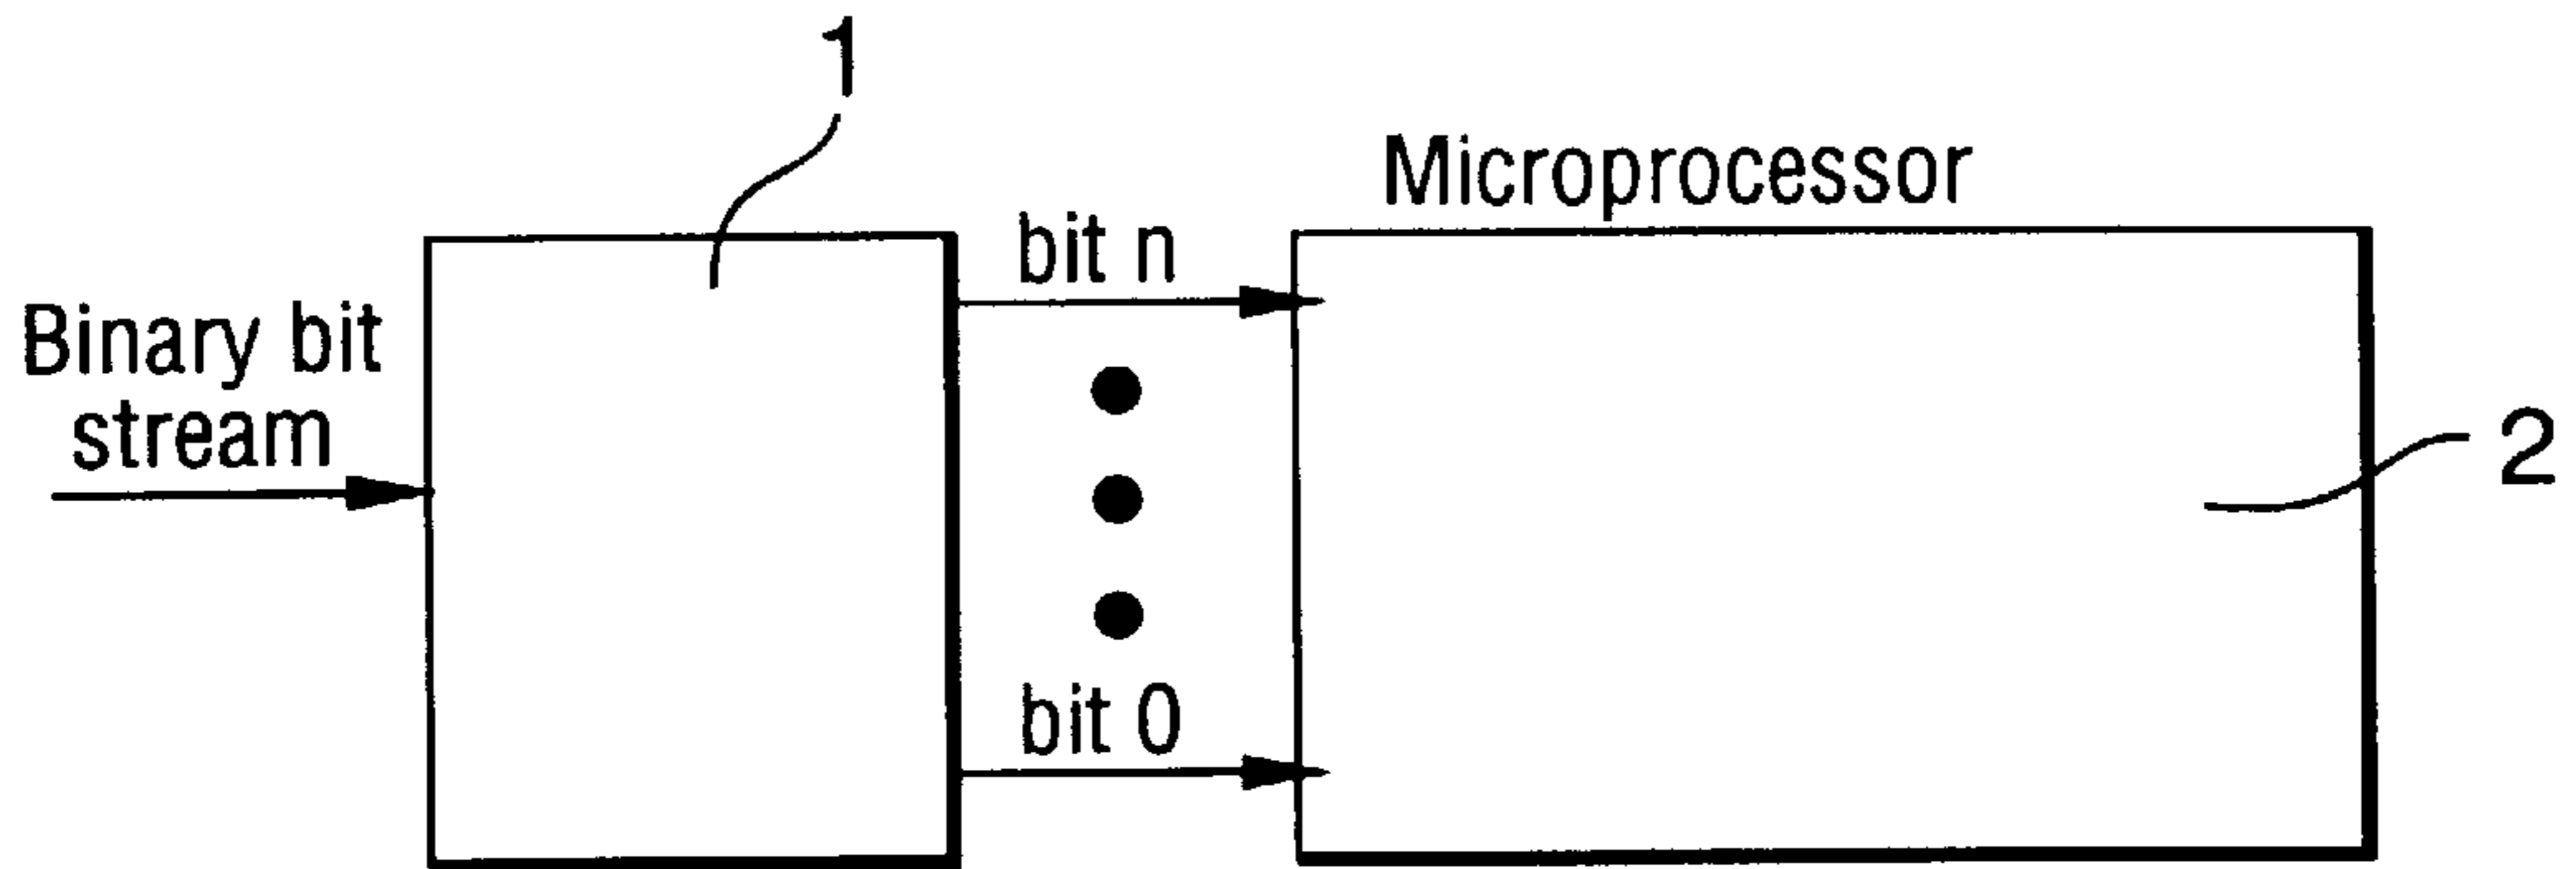 1
Microprocessor
bit n
Binary bit
stream
2
bit 0